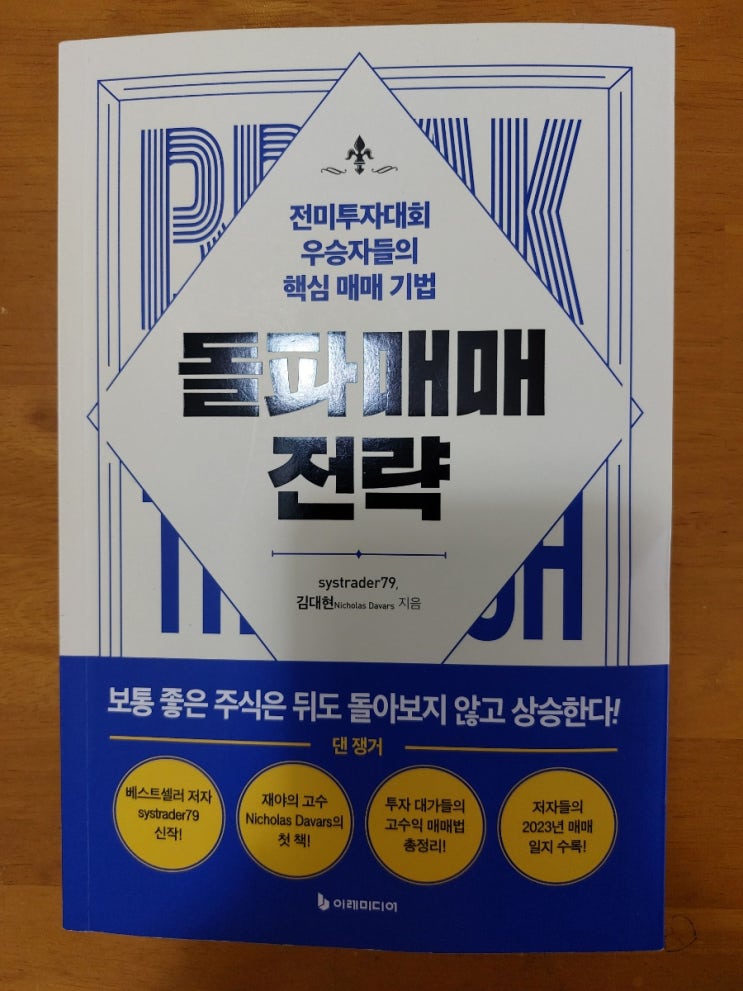 전미투자대회
우승자들의
핵심 매매 기법
돌파매매
전략
systrader79,
김대현Nicholas Davars 지음
보통 좋은 주식은 뒤도 돌아보지 않고 상승한다!
댄 쟁거
베스트셀러 저자
systrader79
신작!
재야의 고수
Nicholas Davars의
첫 책!
투자 대가들의
고수익 매매법
총정리!
저자들의
2023년 매매
일지 수록!
이레미디어